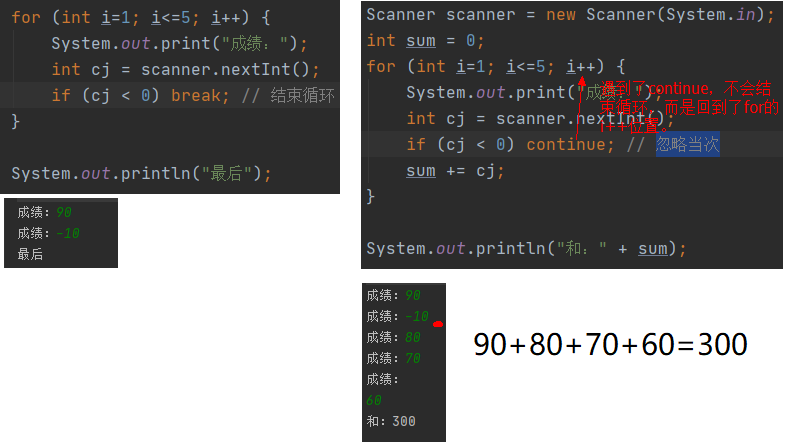 for (int i=1; i<=5; i++) {
System.out.print("成绩：");
int cj = scanner.nextInt();
if (cj < 0) break; // 结束循环
}
System.out.println("最后");
成绩：90
成绩：-10
最后
Scanner scanner = new Scanner(System.in);
int sum = 0;
for (int i=1; i<=5; i++) {
System.out.print("成绩：");
int cj = scanner.nextInt();
if (cj < 0) continue; // 忽略当次
sum += cj;
}
System.out.println("和：" + sum);
遇到了continue，不会结
束循环，而是回到了for的
i++位置。
成绩：90
成绩：-10
成绩：80
成绩：70
成绩：
60
和：300
90+80+70+60=300